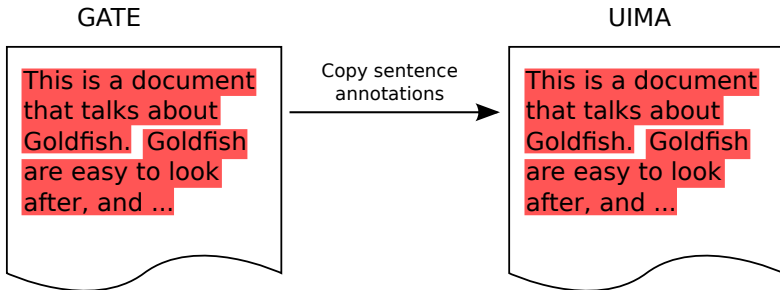 GATE
This is a document
that talks about
Goldfish. Goldfish
are easy to look
after, and ...
Copy sentence
annotations
UIMA
This is a document
that talks about
Goldfish. Goldfish
are easy to look
after, and ...